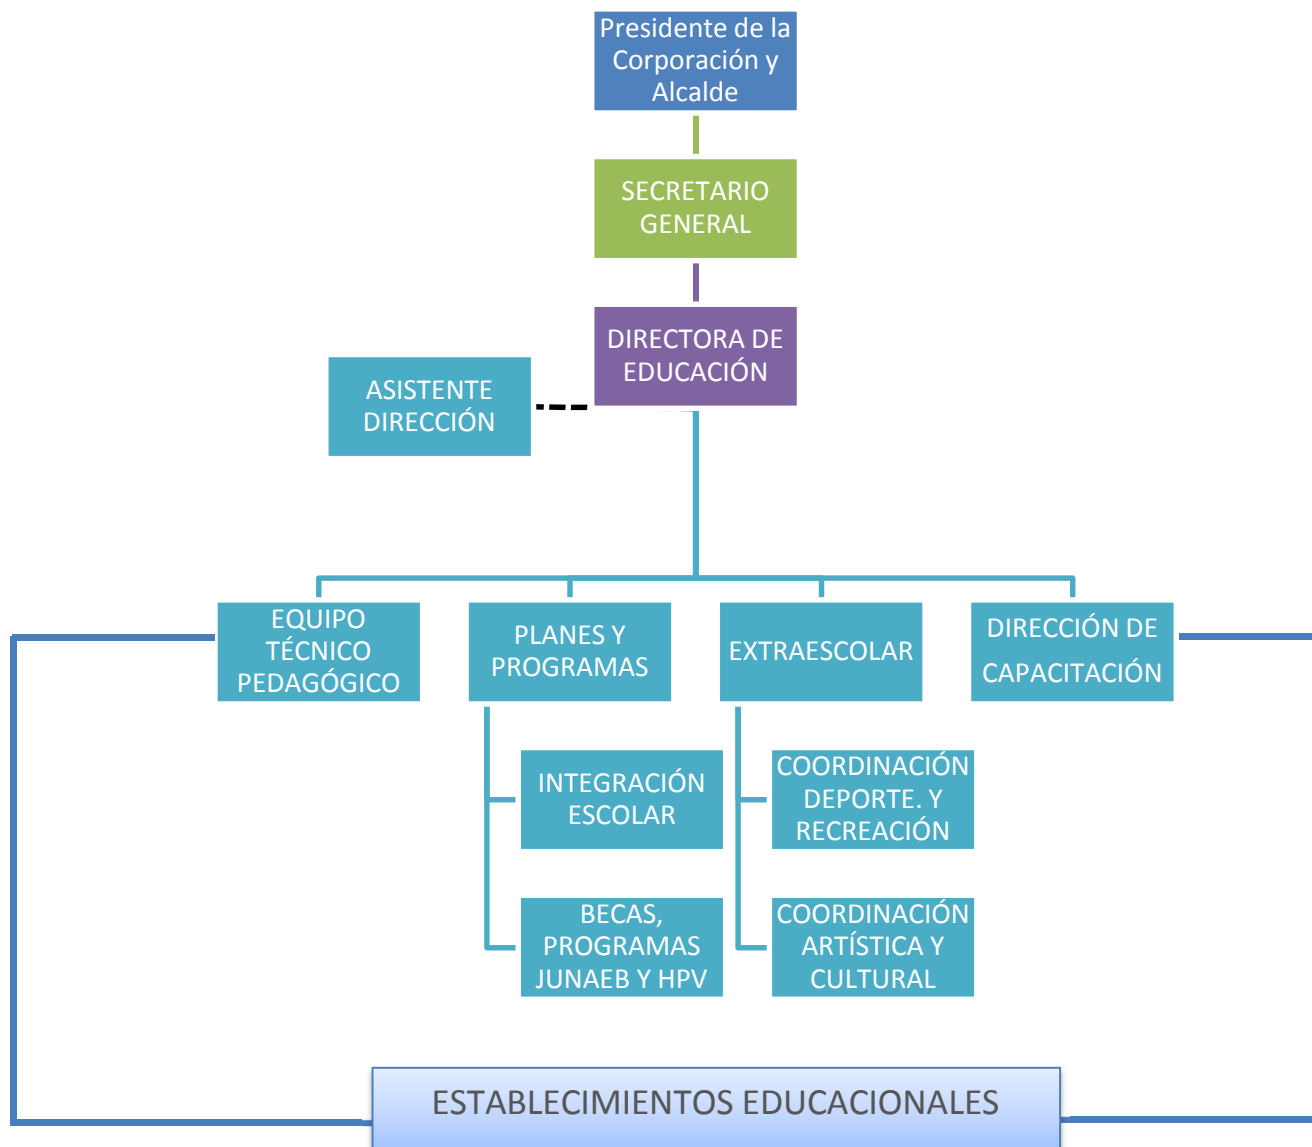 Presidente de la
Corporación y
Alcalde
SECRETARIO
GENERAL
DIRECTORA DE
EDUCACIÓN
ASISTENTE
DIRECCIÓN
EQUIPO
TÉCNICO
PEDAGÓGICO
PLANES Y
PROGRAMAS
EXTRAESCOLAR
DIRECCIÓN DE
CAPACITACIÓN
INTEGRACIÓN
ESCOLAR
COORDINACIÓN
DEPORTE. Y
RECREACIÓN
BECAS,
PROGRAMAS
JUNAEB Y HPV
COORDINACIÓN
ARTÍSTICA Y
CULTURAL
ESTABLECIMIENTOS EDUCACIONALES